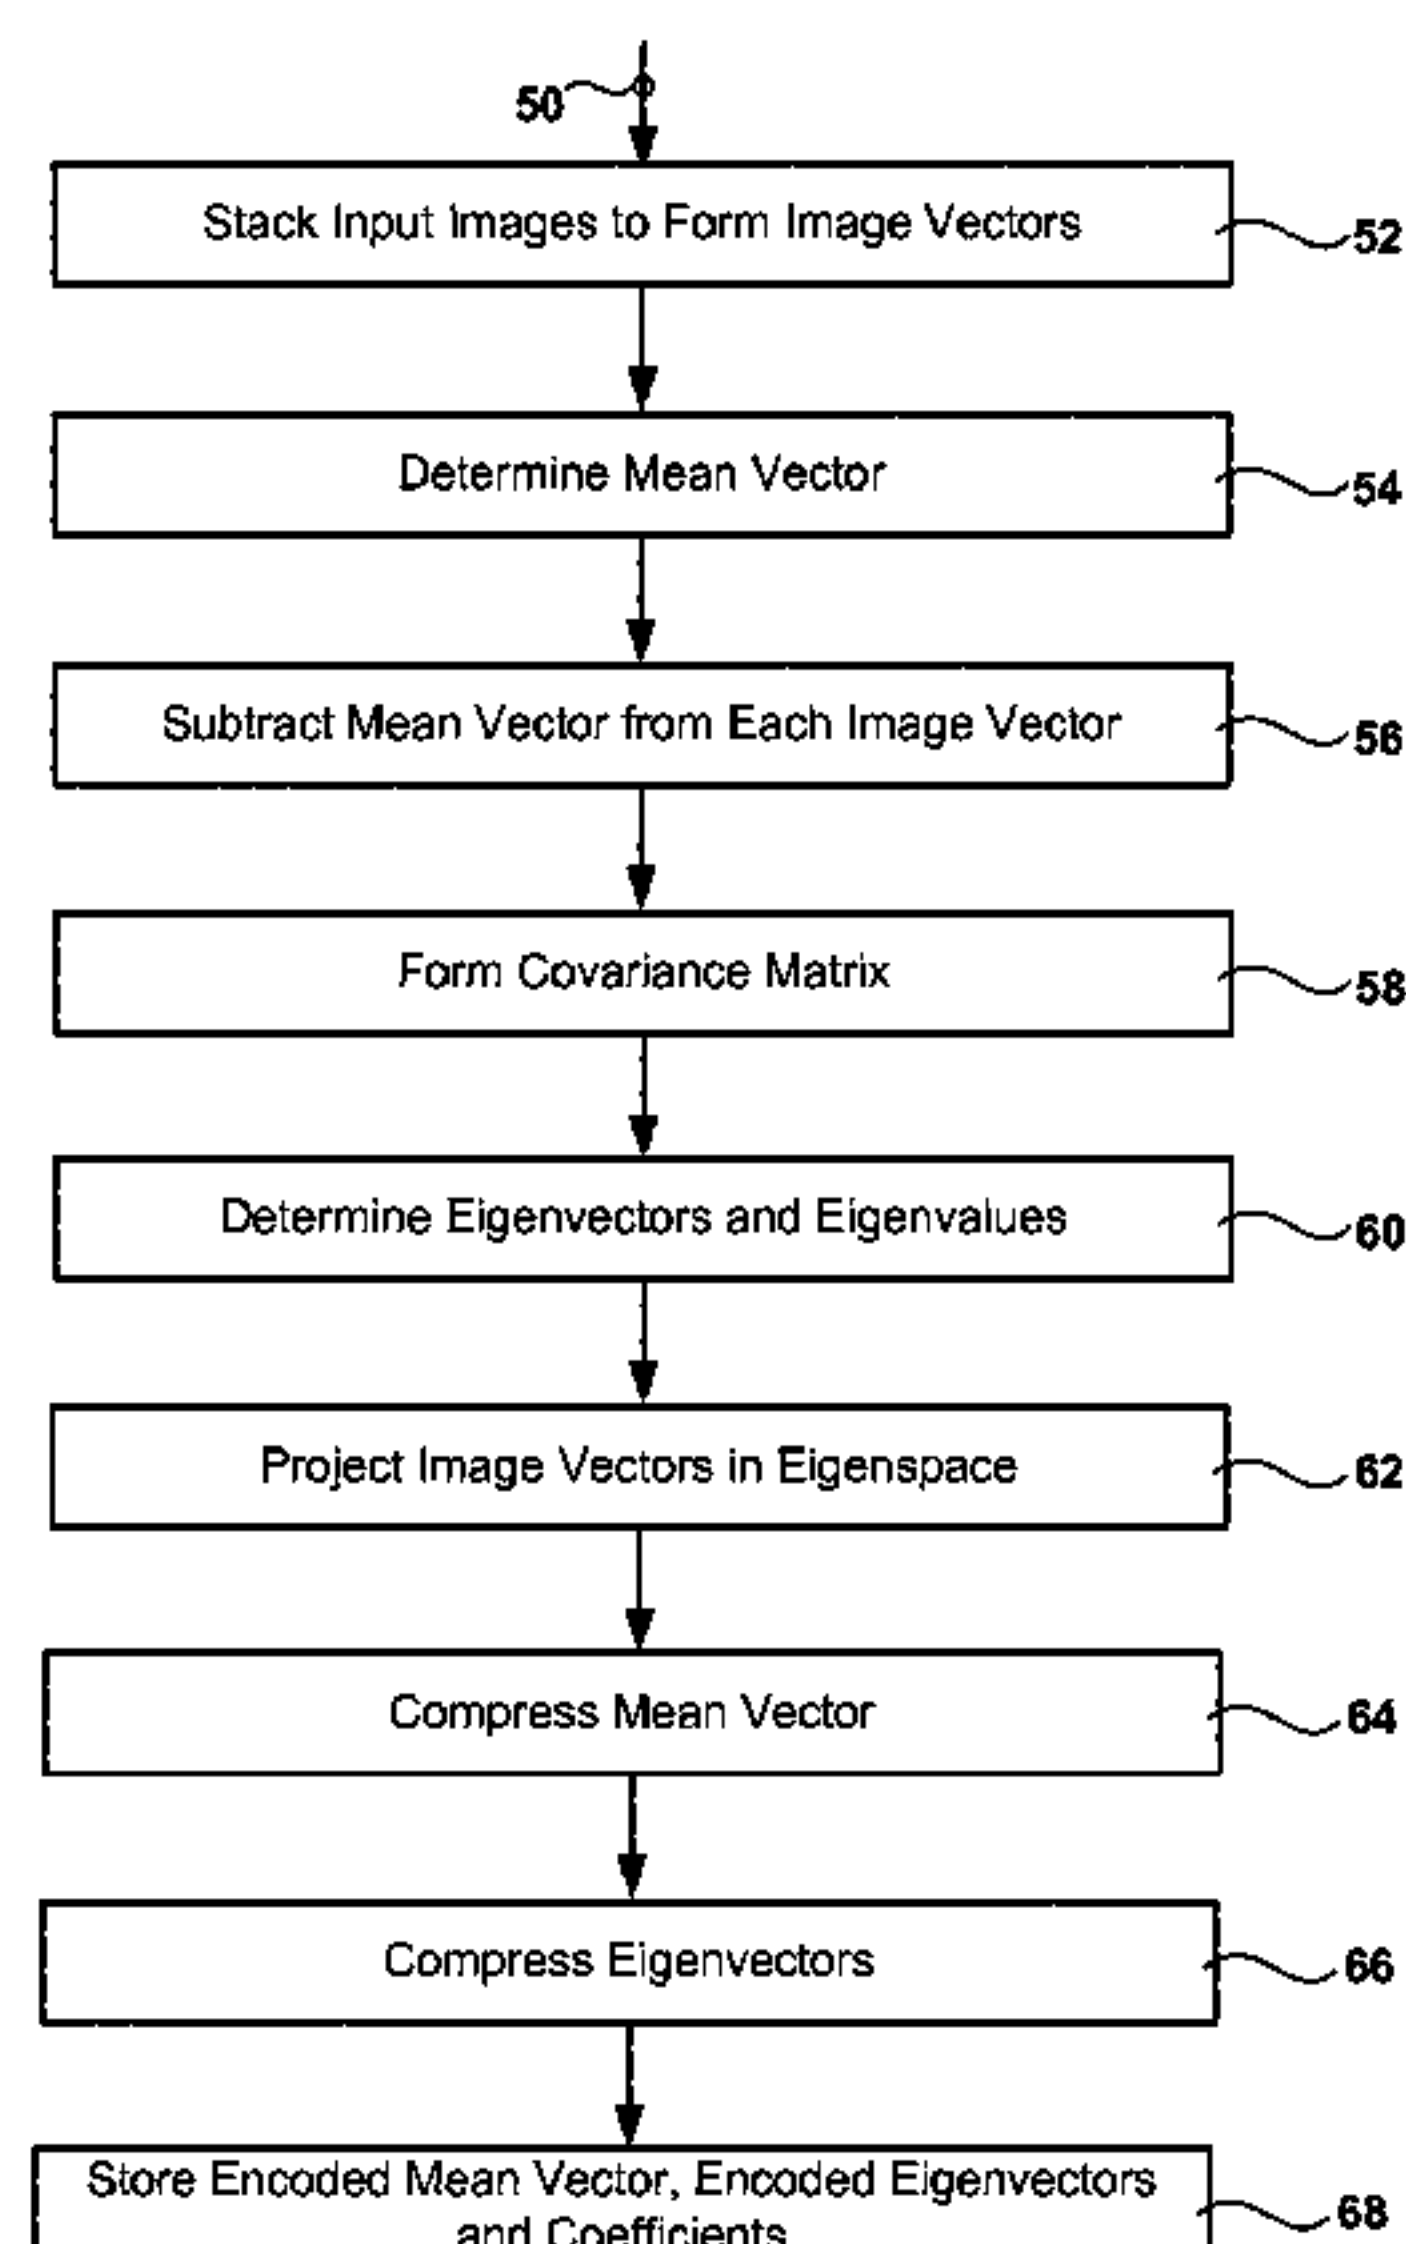 50
Stack Input Images to Form Image Vectors
52
Determine Mean Vector
54
Subtract Mean Vector from Each Image Vector
56
Form Covariance Matrix
58
Determine Eigenvectors and Eigenvalues
60
Project Image Vectors in Eigenspace
62
Compress Mean Vector
64
Compress Eigenvectors
66
Store Encoded Mean Vector, Encoded Eigenvectors
and Coefficients
68